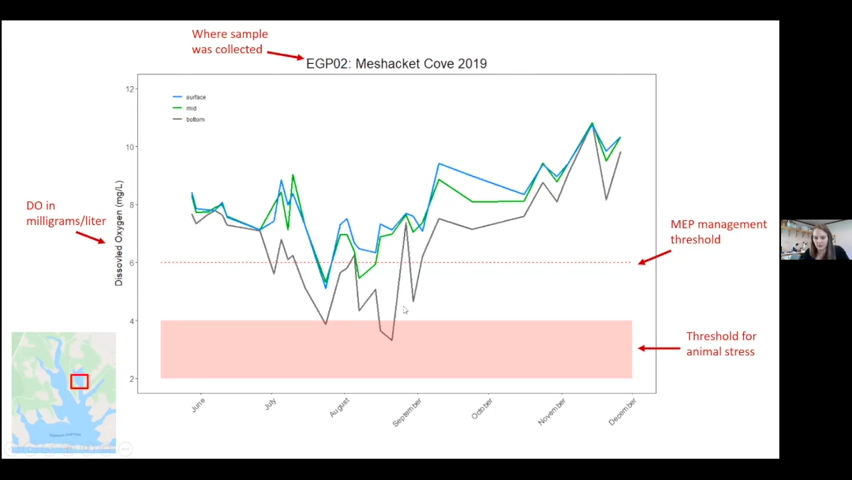 Where sample
was collected
EGP02: Meshacket Cove 2019
12
10
8
6
4
2
surface
mid
bottom
Dissovled Oxygen (mg/L)
DO in
milligrams/liter
MEP management
threshold
Threshold for
animal stress
June
July
August
September
October
November
December